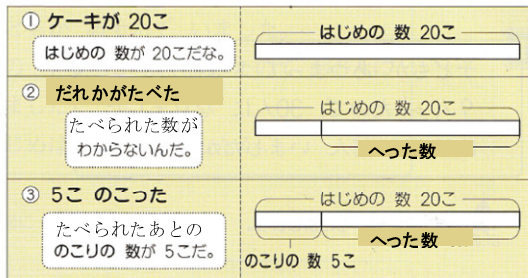 ① ケーキが 20こ
はじめの 数が 20こだな。
はじめの 数 20こ
② だれかがたべた
たべられた数が
わからないんだ。
はじめの 数 20こ
へった数
③ 5こ のこった
たべられたあとの
のこりの 数が 5こだ。
はじめの 数 20こ
へった数
のこりの 数 5こ